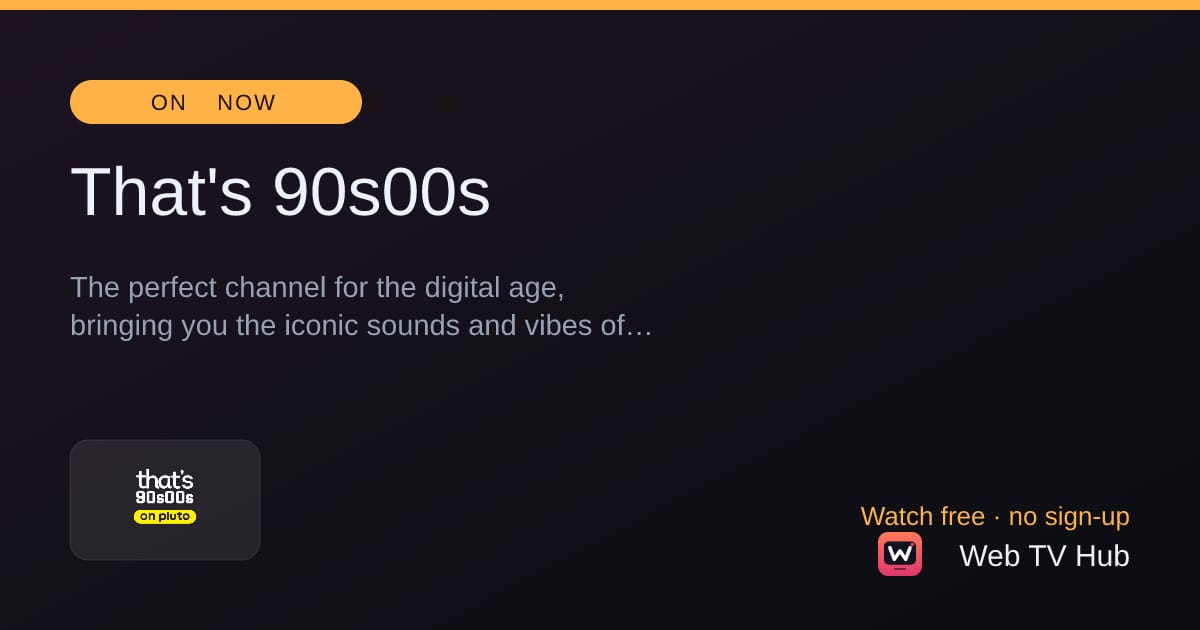 ON NOW
That's 90s00s
The perfect channel for the digital age,
bringing you the iconic sounds and vibes of…
that's
90s00s
on pluto
Watch free · no sign-up
W
Web TV Hub